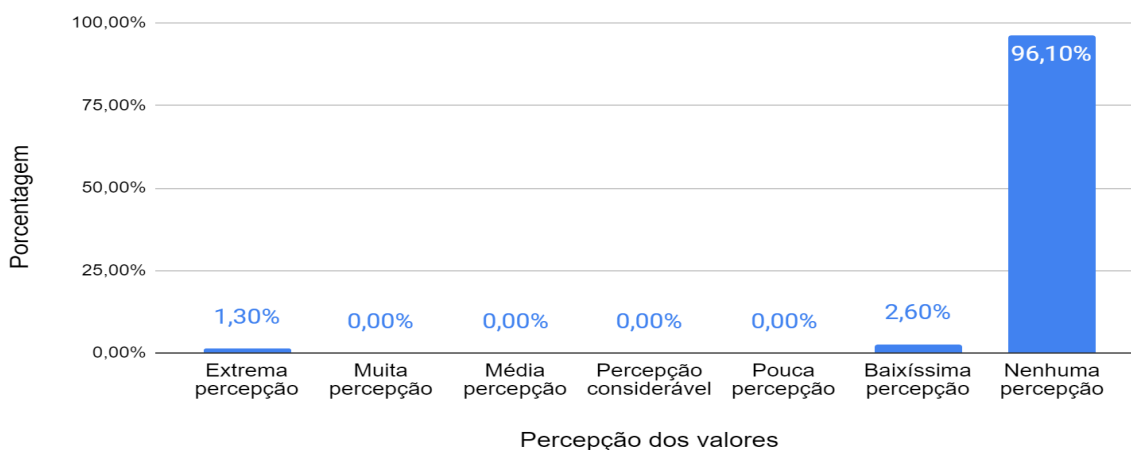 100,00%
96,10%
75,00%
50,00%
25,00%
0,00%
Porcentagem
1,30%
0,00%
0,00%
0,00%
0,00%
2,60%
Extrema
percepção
Muita
percepção
Média
percepção
Percepção
considerável
Pouca
percepção
Baixíssima
percepção
Nenhuma
percepção
Percepção dos valores